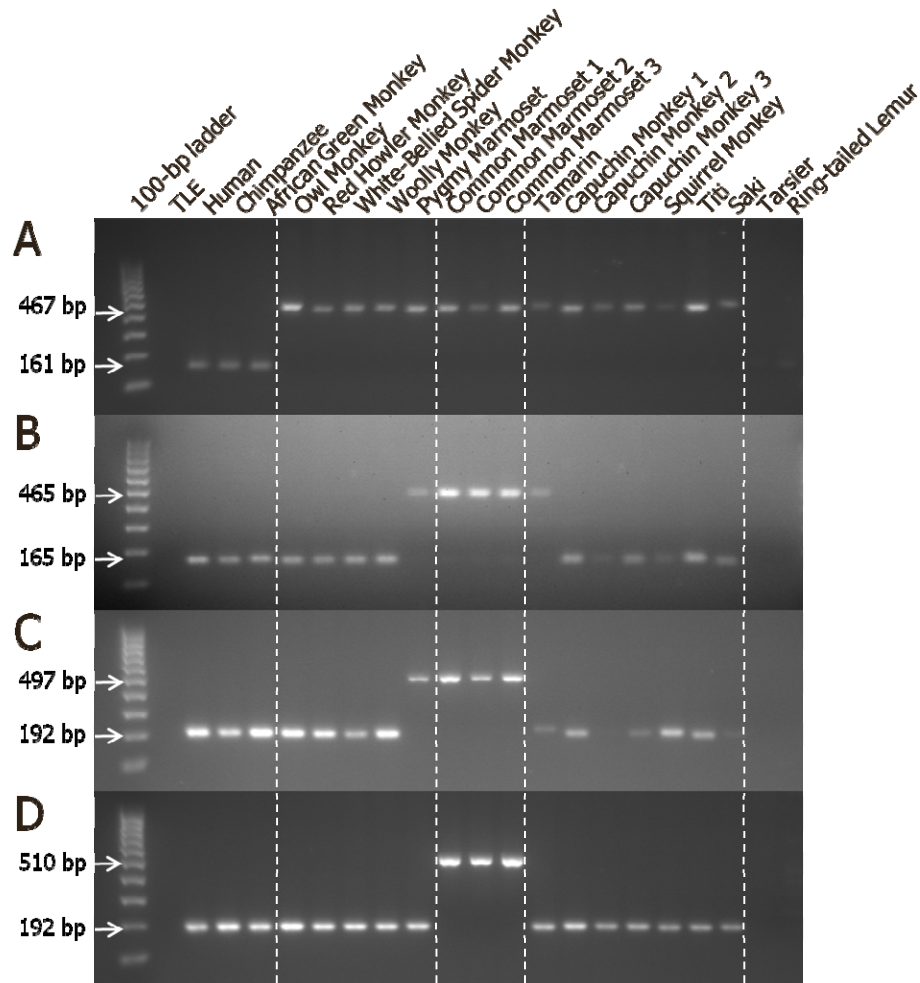 100-bp ladder
TLE
Human
Chimpanzee
African Green Monkey
Owl Monkey
Red Howler Monkey
White-Bellied Spider Monkey
Woolly Monkey
Pygmy Marmoset
Common Marmoset 1
Common Marmoset 2
Common Marmoset 3
Tamarin
Capuchin Monkey 1
Capuchin Monkey 2
Capuchin Monkey 3
Squirrel Monkey
Titi
Saki
Tarsier
Ring-tailed Lemur
A
467 bp
161 bp
B
465 bp
165 bp
C
497 bp
192 bp
D
510 bp
192 bp